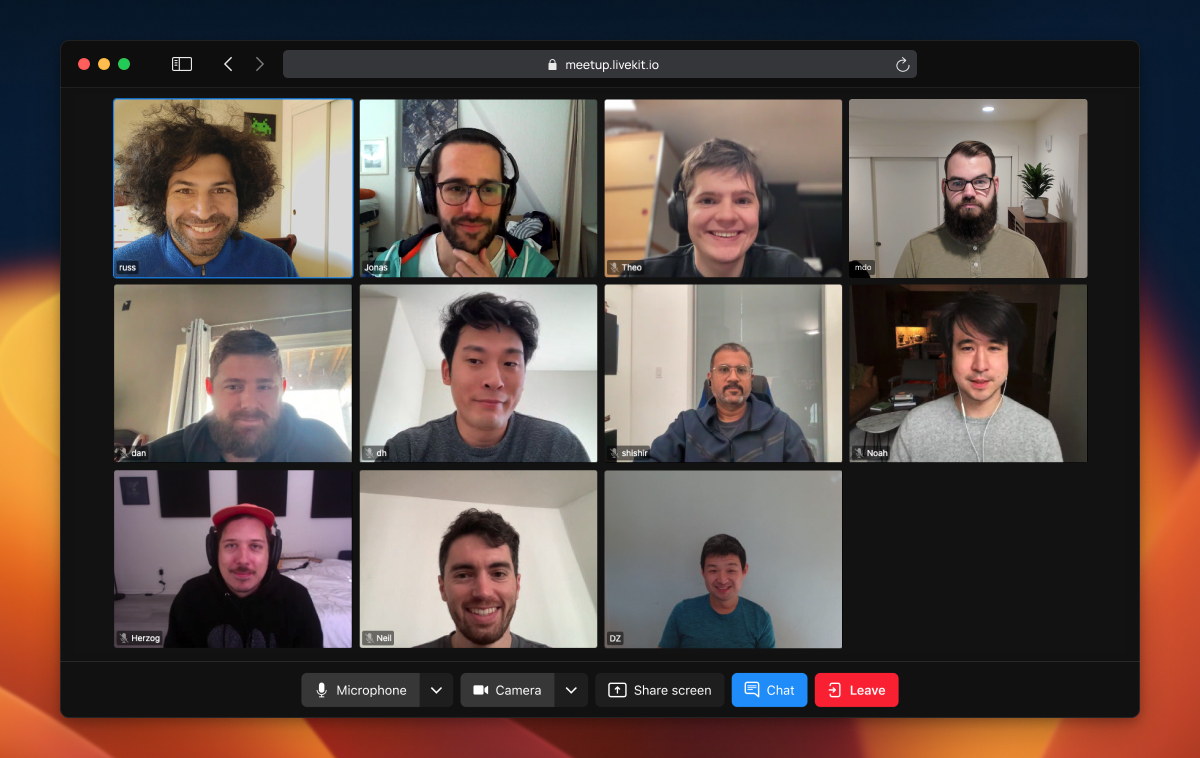 meetup.livekit.io
russ
Jonas
Theo
mdo
dan
dh
shishir
Noah
Herzog
Neil
DZ
Microphone
Camera
Share screen
Chat
Leave